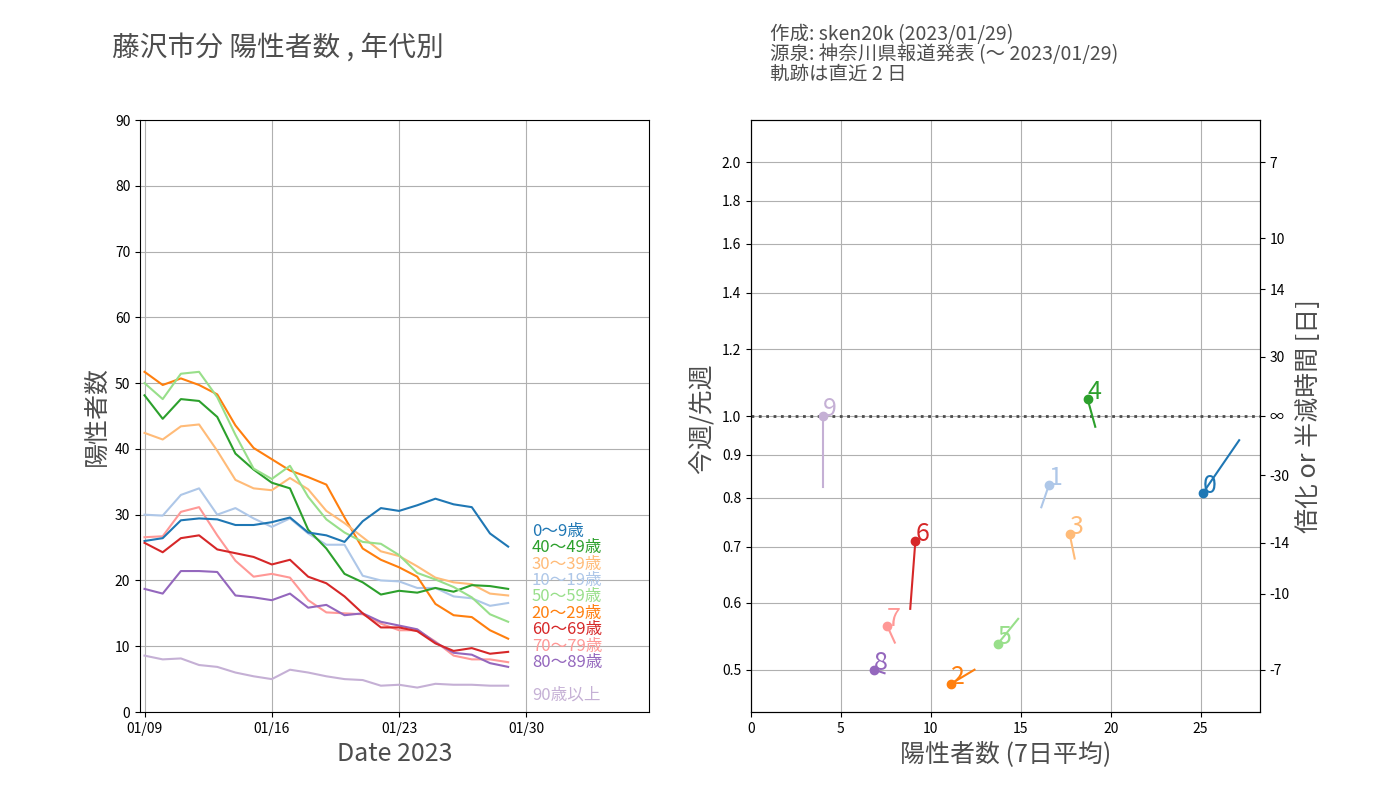 藤沢市分 陽性者数 , 年代別
作成: sken20k (2023/01/29)
源泉: 神奈川県報道発表 (〜 2023/01/29)
軌跡は直近 2 日
陽性者数
90
80
70
60
50
40
30
20
10
0
01/09
01/16
01/23
01/30
Date 2023
0〜9歳
40〜49歳
30〜39歳
10〜19歳
50〜59歳
20〜29歳
60〜69歳
70〜79歳
80〜89歳
90歳以上
今週/先週
2.0
1.8
1.6
1.4
1.2
1.0
0.9
0.8
0.7
0.6
0.5
9
4
1
0
3
6
7
5
8
2
0
5
10
15
20
25
陽性者数 (7日平均)
7
10
14
30
∞
-30
-14
-10
-7
倍化 or 半減時間 [日]